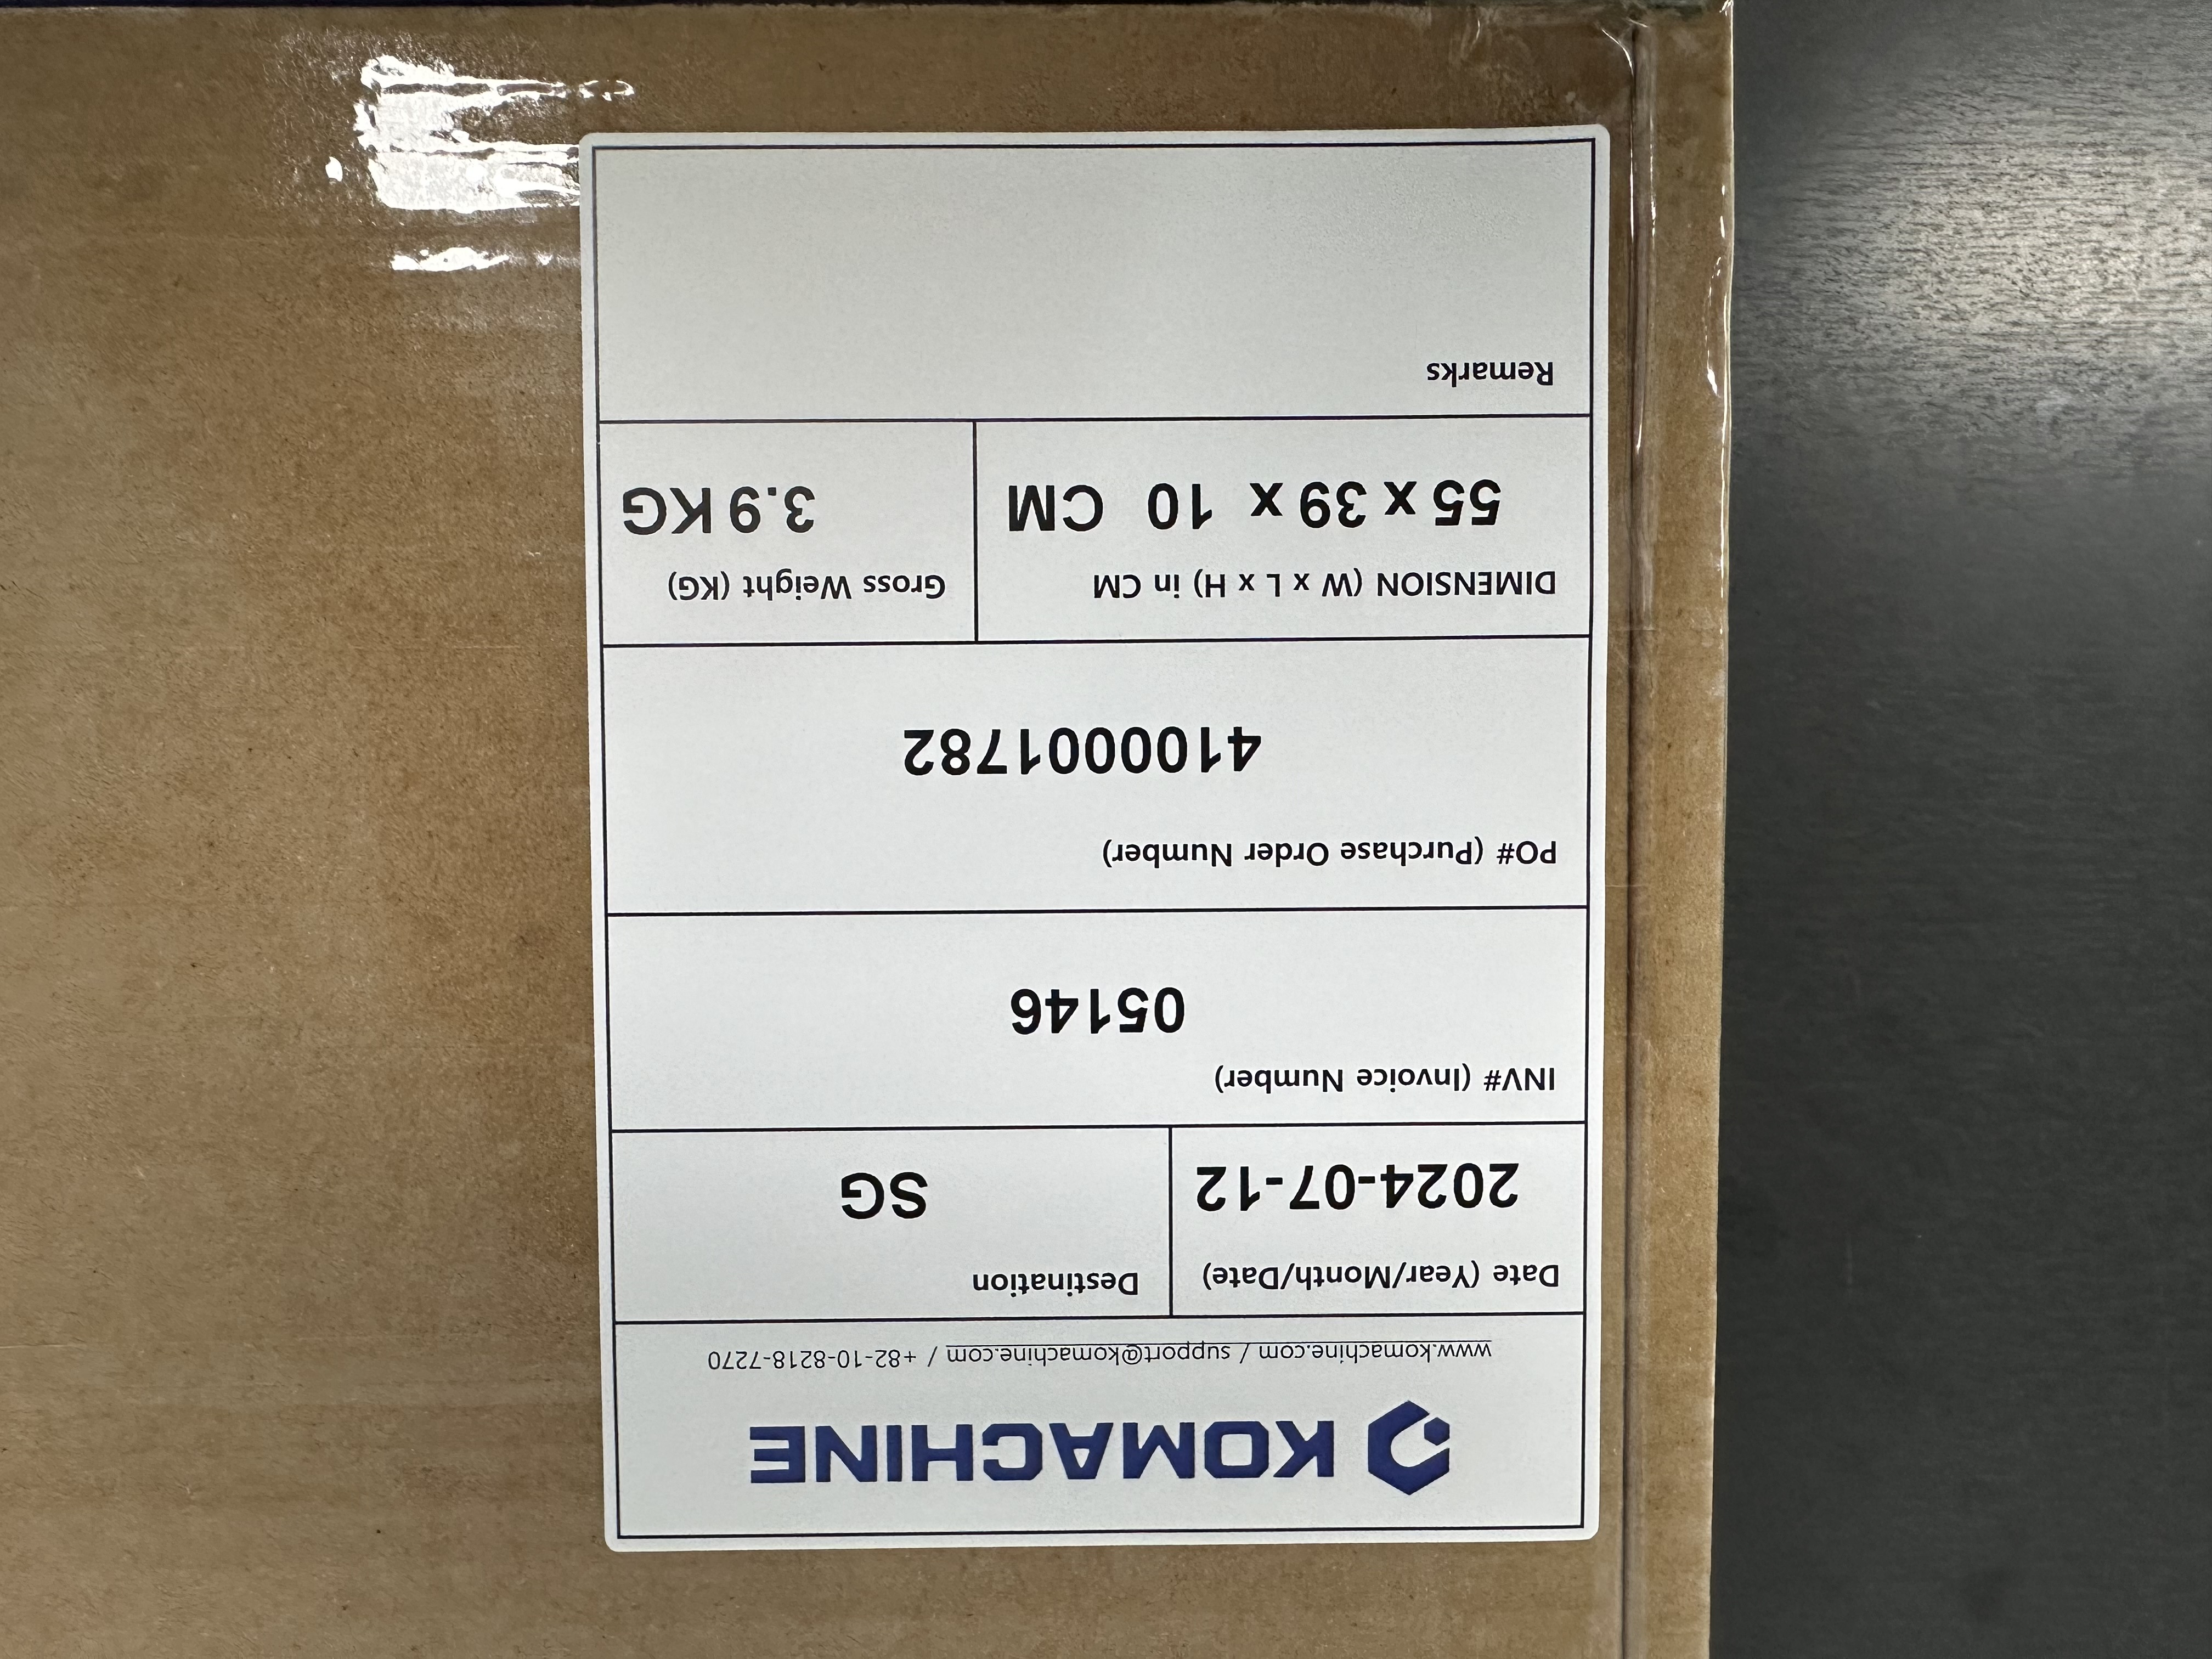 KOMACHINE
www.komachine.com / support@komachine.com / +82-10-8218-7270
Date (Year/Month/Date)
2024-07-12
Destination
SG
INV# (Invoice Number)
05146
PO# (Purchase Order Number)
4100001782
DIMENSION (W x L x H) in CM
55 x 39 x 10 CM
Gross Weight (KG)
3.9 KG
Remarks